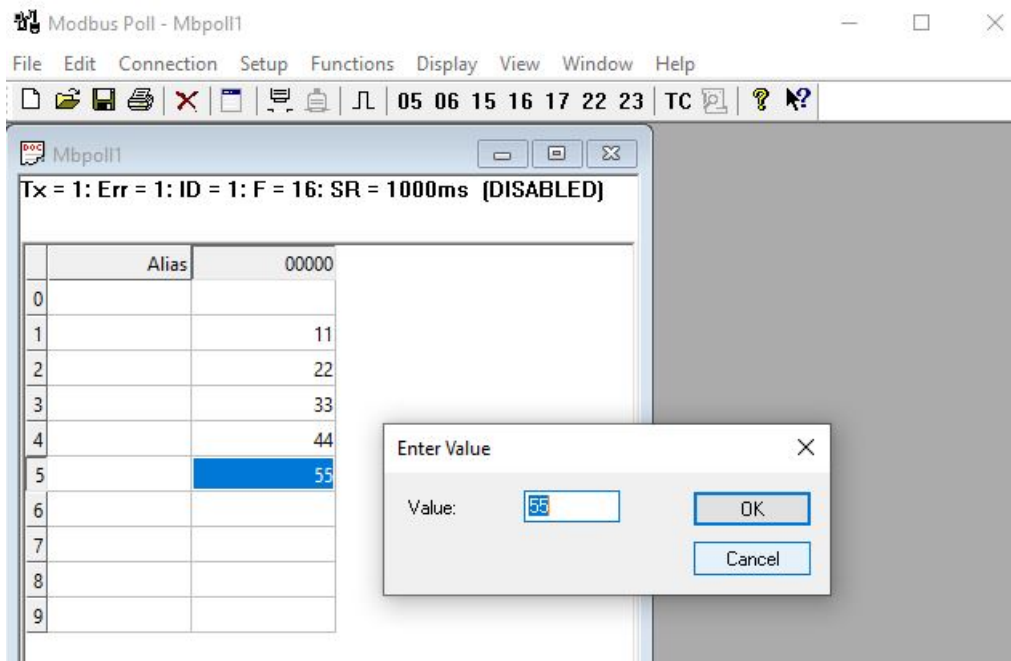 Modbus Poll - Mbpoll1
File Edit Connection Setup Functions Display View Window Help
05 06 15 16 17 22 23 TC
Mbpoll1
Tx = 1: Err = 1: ID = 1: F = 16: SR = 1000ms (DISABLED)
Alias 00000
0
1 11
2 22
3 33
4 44
5 55
6
7
8
9
Enter Value
Value: 55 OK
Cancel